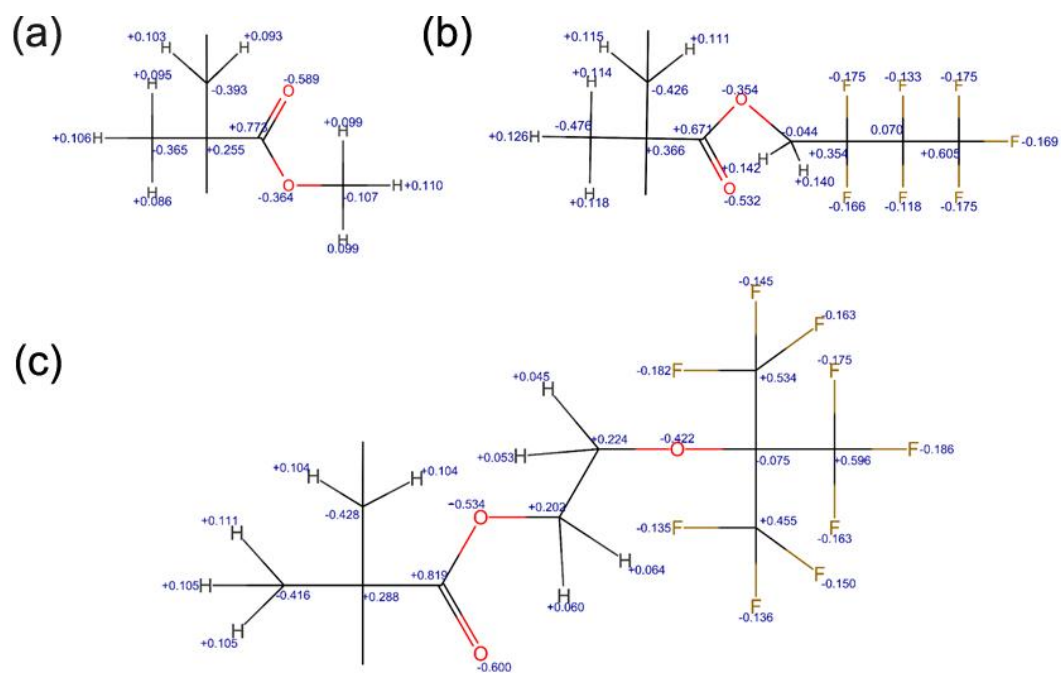 (a)
+0.103 +0.093
H H
+0.095 -0.589
H O
-0.393
+0.773 +0.099
H
+0.106H
-0.365 +0.255
O H+0.110
H -0.364 -0.107
+0.086
H
0.099
(b)
+0.115 +0.111
H H
+0.114 -0.354 -0.175 -0.133 -0.175
H -0.426 O F F F
+0.126H -0.476 +0.671 -0.044 0.070 F -0.169
+0.366 +0.142 H +0.354 +0.605
H H
+0.118 O +0.140 F F F
-0.532 -0.166 -0.118 -0.175
(c)
-0.145
F -0.163
F
+0.045 -0.175
H -0.182 F +0.534 F
+0.224 -0.422
+0.053 H O F -0.186
-0.075 +0.596
+0.104 +0.104
H H
-0.534 +0.202
-0.428 O -0.135 F +0.455 F
+0.111 -0.163
H H
+0.819 +0.064 F
+0.105H H F -0.150
-0.416 +0.288 +0.060 -0.136
H
+0.105 O
-0.600